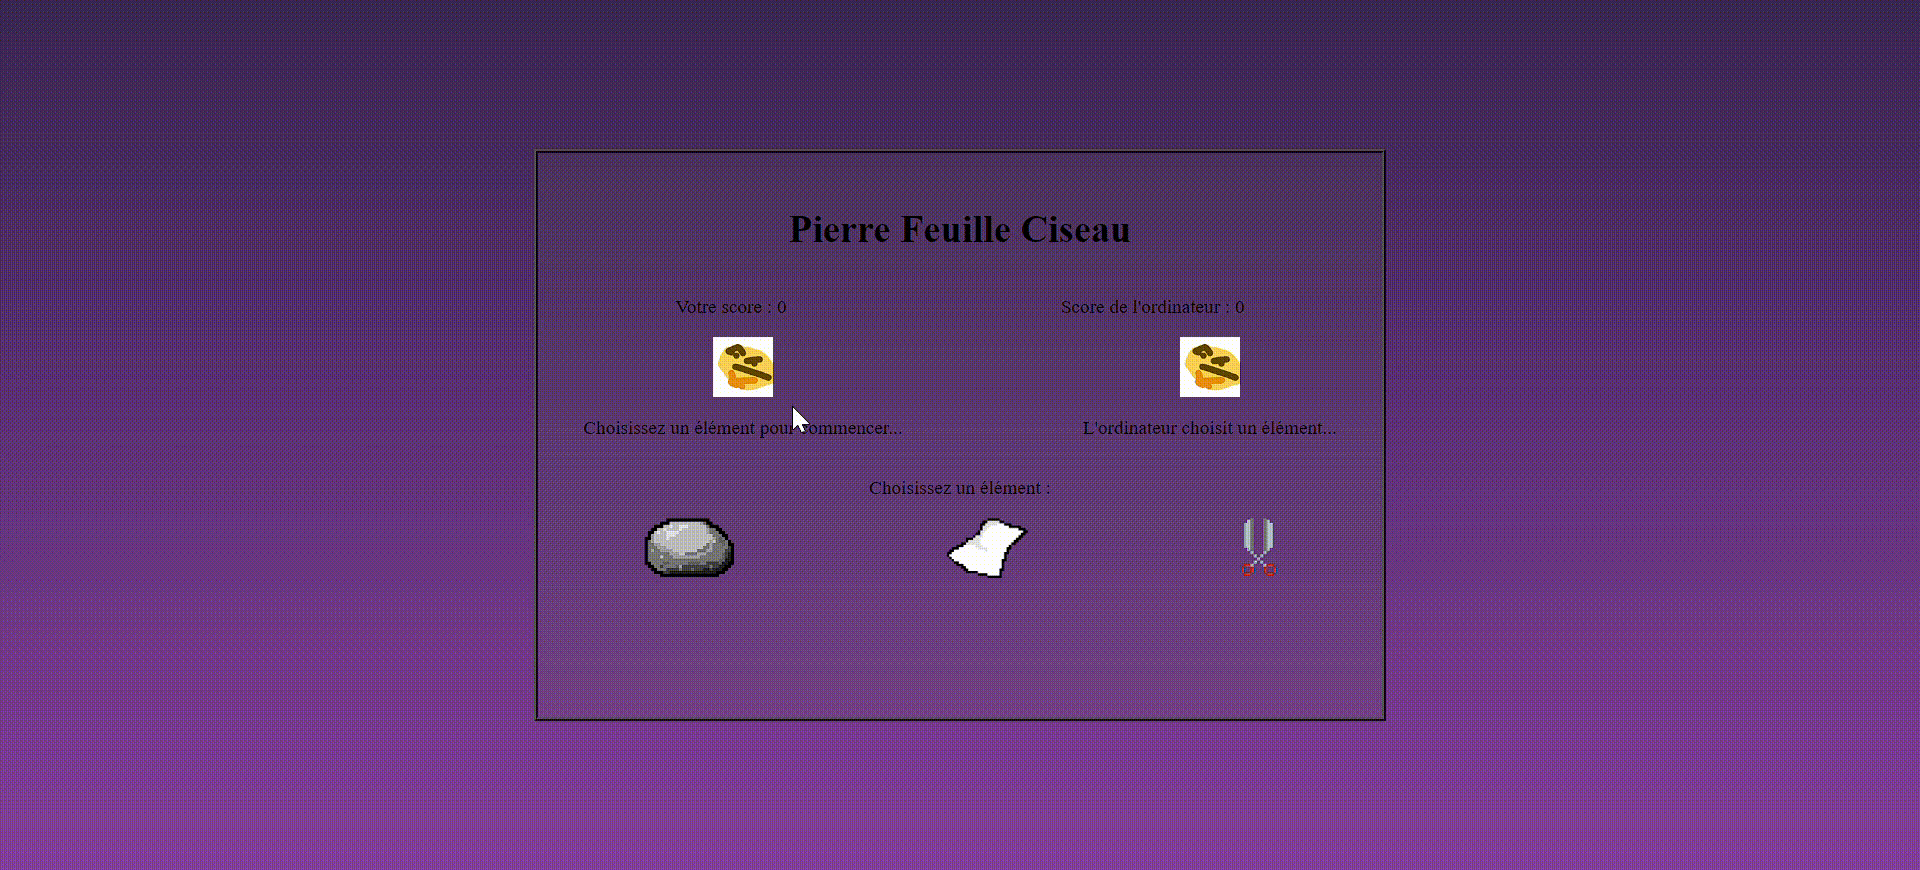 Pierre Feuille Ciseau
Votre score : 0
Score de l'ordinateur : 0
Choisissez un élément pour commencer...
L'ordinateur choisit un élément...
Choisissez un élément :